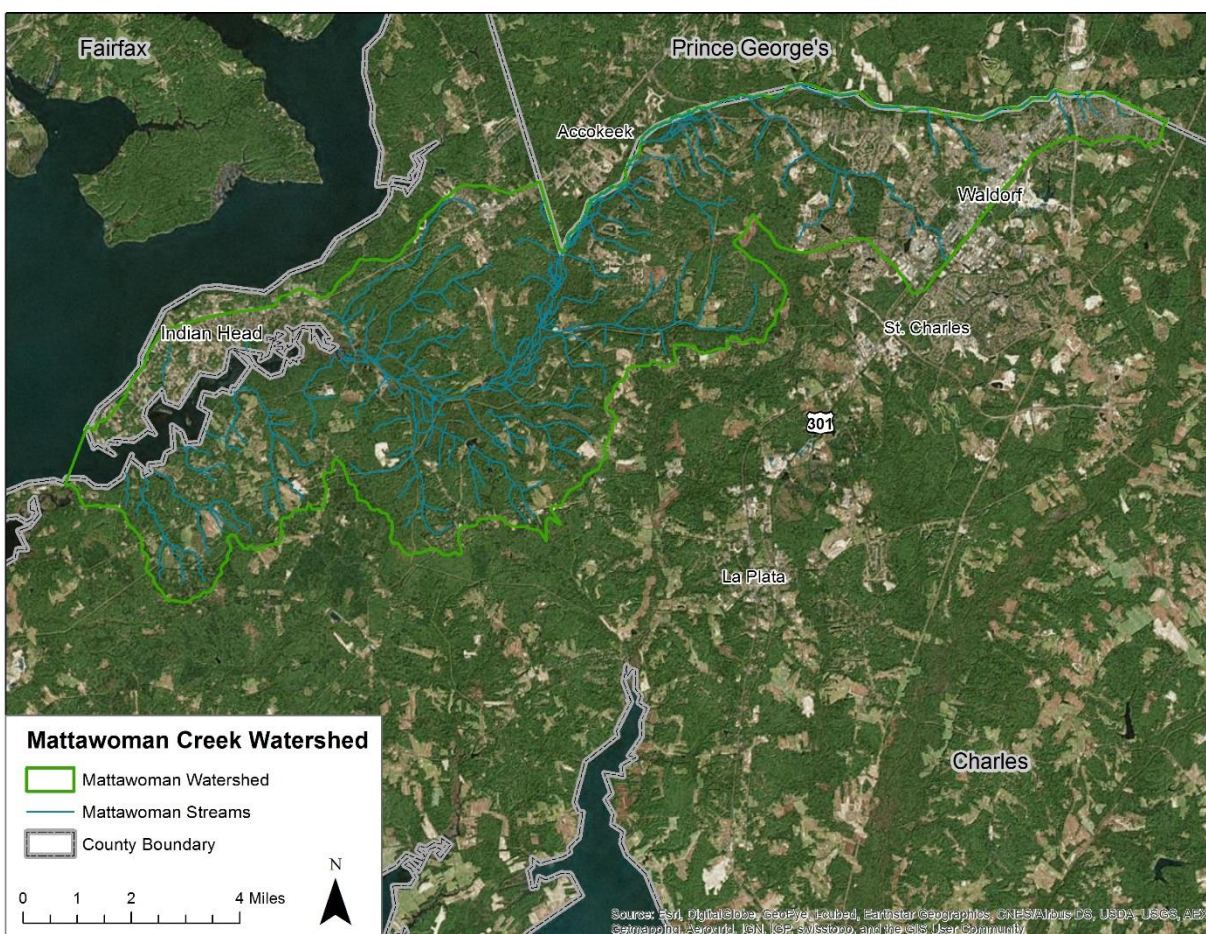 Fairfax
Prince George's
Accokeek
Waldorf
Indian Head
St. Charles
301
La Plata
Charles
Mattawoman Creek Watershed
Mattawoman Watershed
Mattawoman Streams
County Boundary
N
0 1 2 4 Miles
Source: Esri, DigitalGlobe, GeoEye, i-cubed, Earthstar Geographics, CNES/Airbus DS, USDA, USGS, AEX,
Getmapping, Aerogrid, IGN, IGP, swisstopo, and the GIS User Community